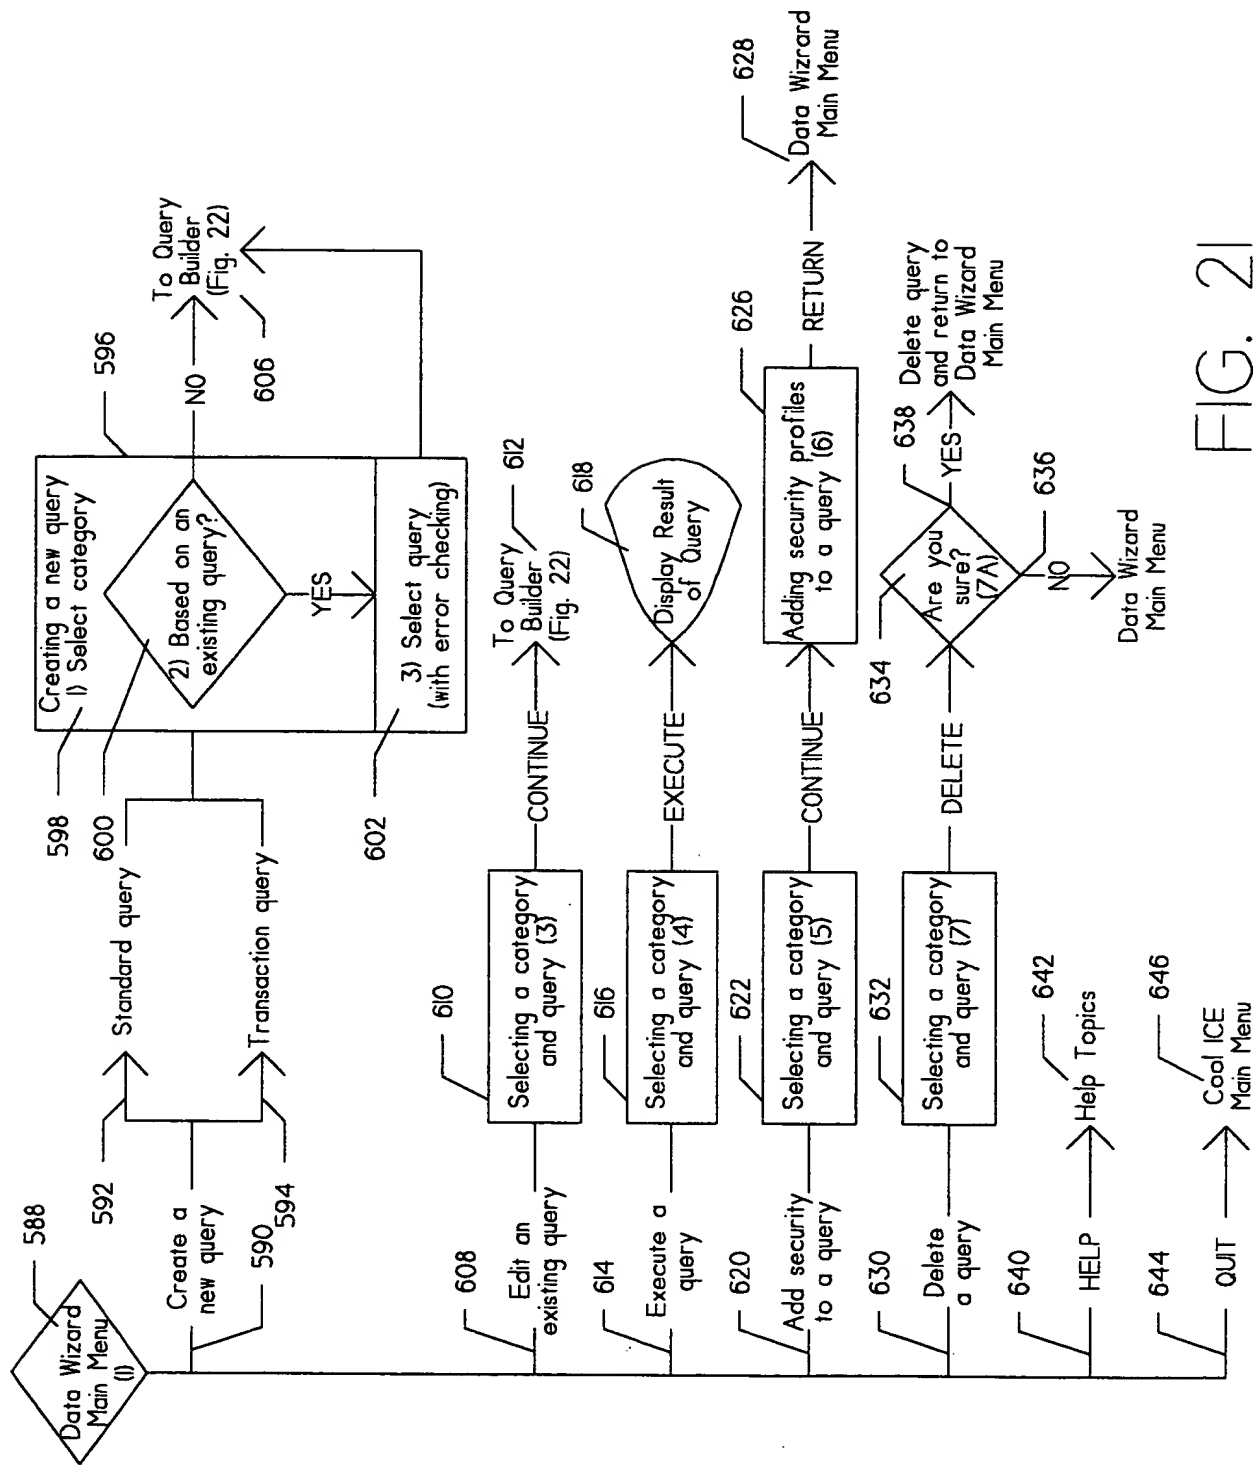 588
Data Wizard
Main Menu
(1)
590
Create a
new query
592
Standard query
594
Transaction query
596
598
Creating a new query
1) Select category
600
2) Based on an
existing query?
YES
602
3) Select query
(with error checking)
NO
606
To Query
Builder
(Fig. 22)
608
Edit an
existing query
610
Selecting a category
and query (3)
CONTINUE
612
To Query
Builder
(Fig. 22)
614
Execute a
query
616
Selecting a category
and query (4)
EXECUTE
618
Display Result
of Query
620
Add security
to a query
622
Selecting a category
and query (5)
CONTINUE
626
Adding security profiles
to a query (6)
RETURN
628
Data Wizrard
Main Menu
630
Delete
a query
632
Selecting a category
and query (7)
DELETE
634
Are you
sure?
(7A)
638
YES
Delete query
and return to
Data Wizard
Main Menu
636
NO
Data Wizard
Main Menu
640
HELP
642
Help Topics
644
QUIT
646
Cool ICE
Main Menu
FIG. 21